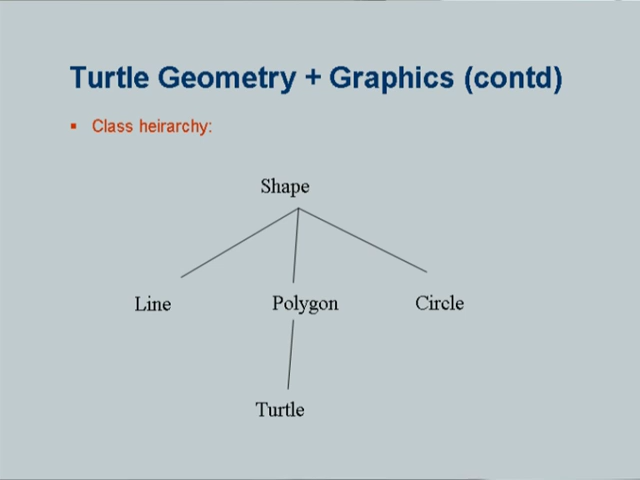 Turtle Geometry + Graphics (contd)
▪ Class heirarchy:
Shape
Line Polygon Circle
Turtle